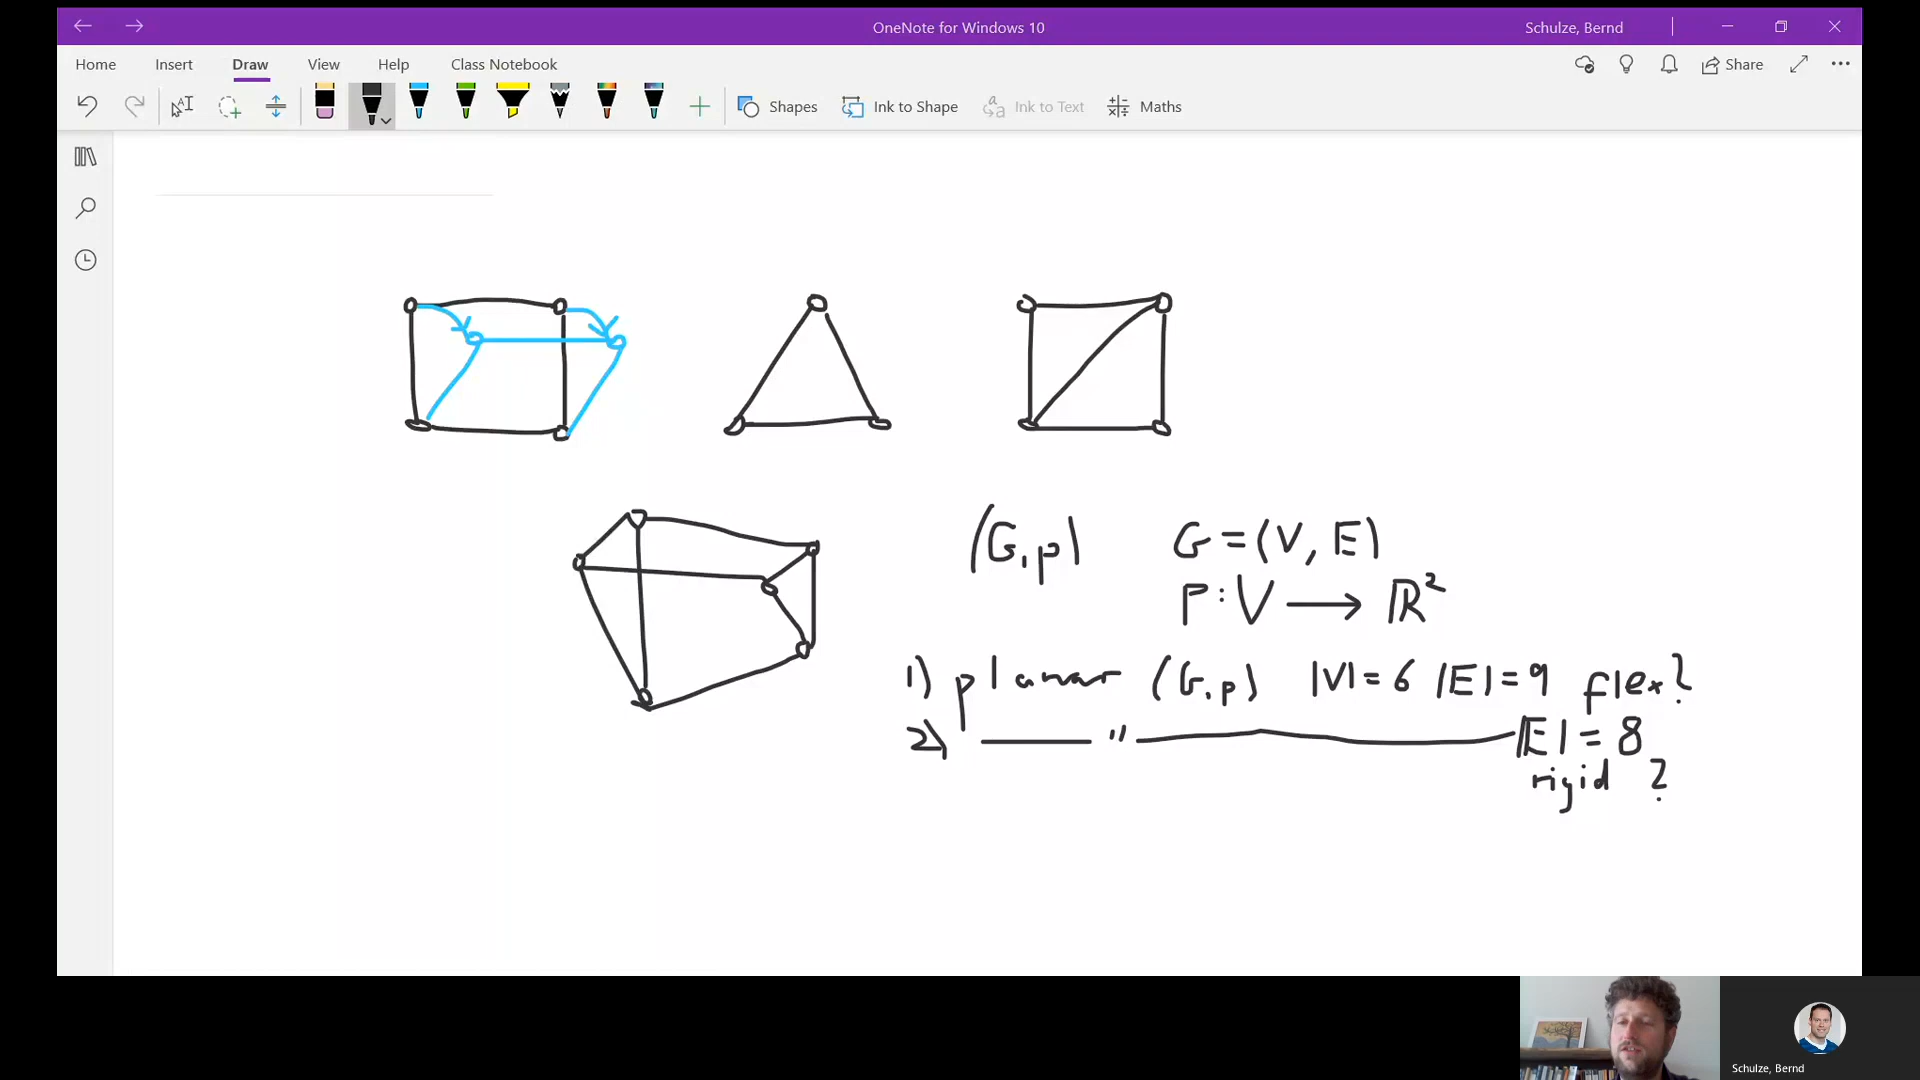 OneNote for Windows 10
Schulze, Bernd
Home Insert Draw View Help Class Notebook
Share
Shapes Ink to Shape Ink to Text Maths
(G,p) G = (V, E)
P : V ⟶ ℝ²
1) planar (G,p) |V| = 6 |E| = 9 flex?
2) —— " —— |E| = 8
rigid ?
Schulze, Bernd